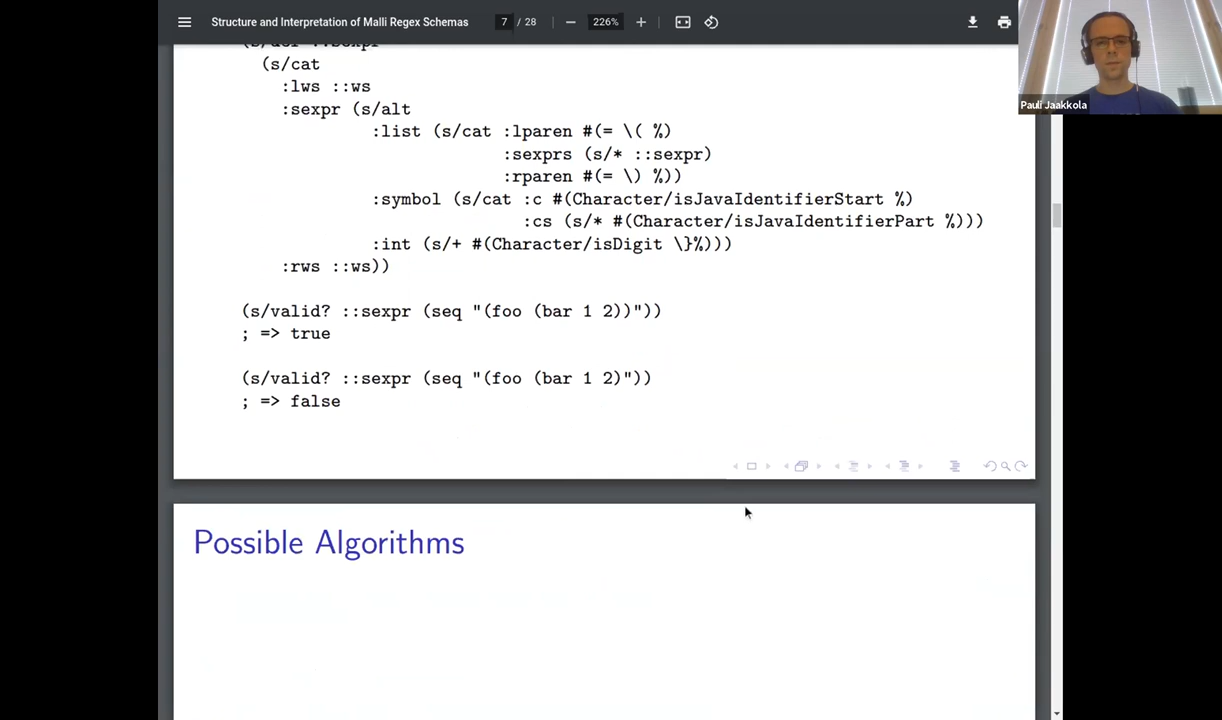 Structure and Interpretation of Malli Regex Schemas
7 / 28
226%
Pauli Jaakkola
(s/def ::sexpr
(s/cat
:lws ::ws
:sexpr (s/alt
:list (s/cat :lparen #(= \( %)
:sexprs (s/* ::sexpr)
:rparen #(= \) %))
:symbol (s/cat :c #(Character/isJavaIdentifierStart %)
:cs (s/* #(Character/isJavaIdentifierPart %)))
:int (s/+ #(Character/isDigit \}%)))
:rws ::ws))
(s/valid? ::sexpr (seq "(foo (bar 1 2))"))
; => true
(s/valid? ::sexpr (seq "(foo (bar 1 2)"))
; => false
Possible Algorithms